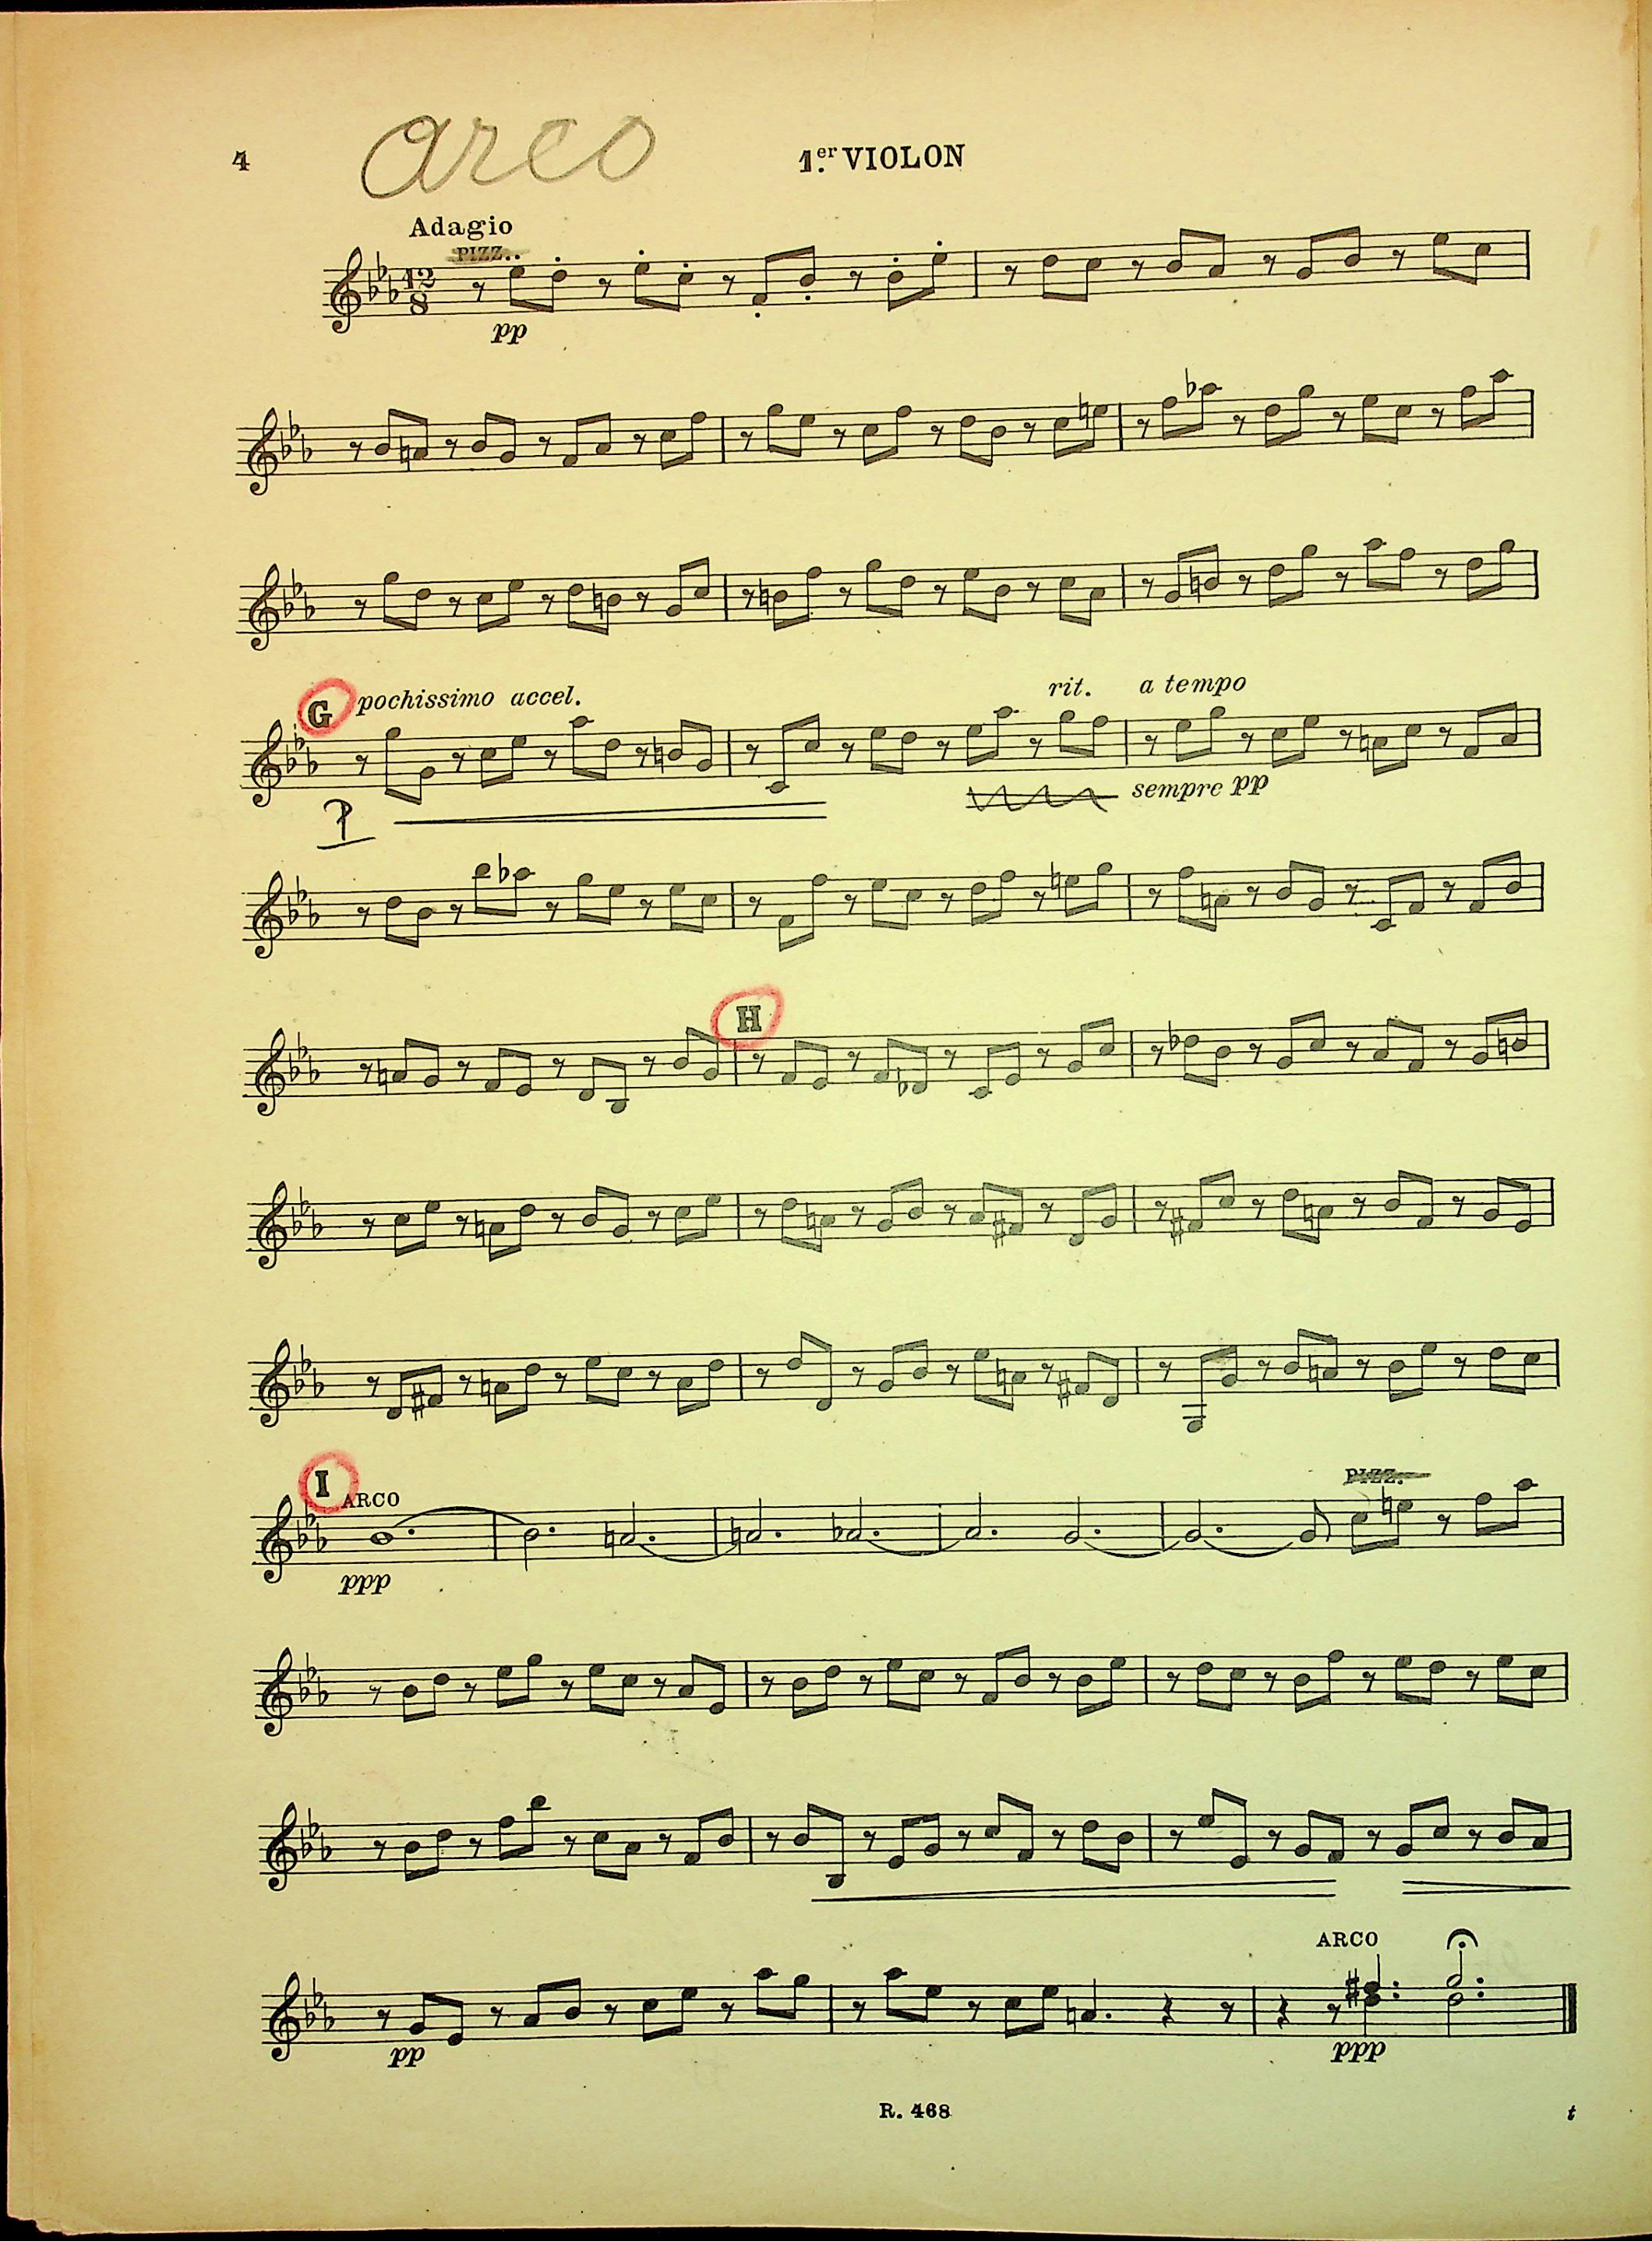 arco
4
1.er VIOLON
Adagio
PIZZ.
12
8
pp
G pochissimo accel. rit. a tempo
P sempre pp
H
I ARCO PIZZ.
ppp
ARCO
pp ppp
R. 468 t